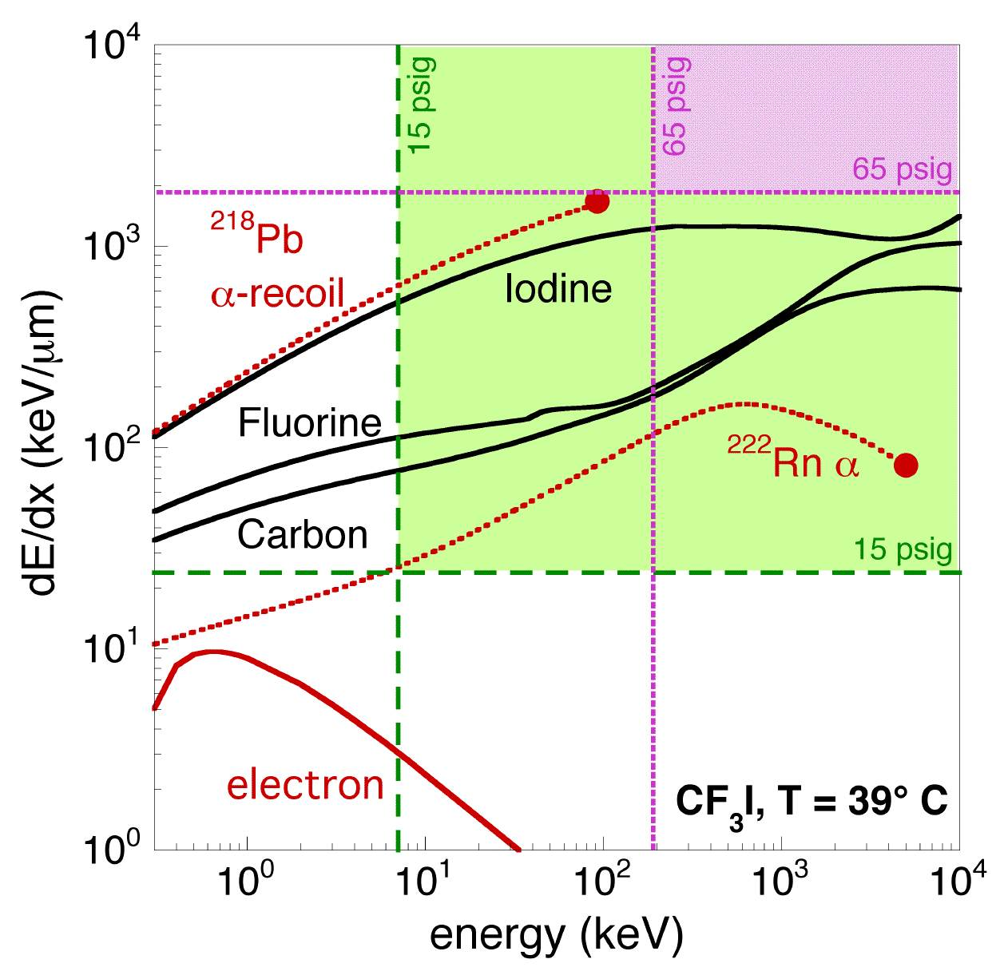 dE/dx (keV/μm)
10⁴
10³
10²
10¹
10⁰
15 psig
65 psig
65 psig
²¹⁸Pb
α-recoil
Iodine
Fluorine
²²²Rn α
Carbon
15 psig
electron
CF₃I, T = 39° C
10⁰
10¹
10²
10³
10⁴
energy (keV)